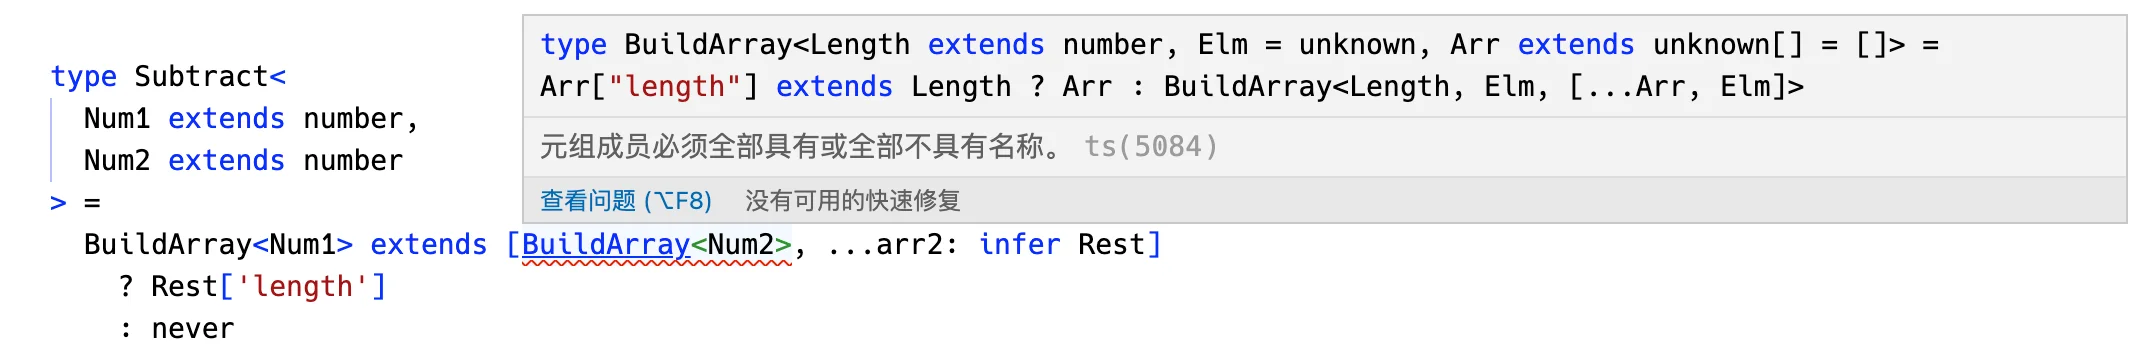 type BuildArray<Length extends number, Elm = unknown, Arr extends unknown[] = []> =
Arr["length"] extends Length ? Arr : BuildArray<Length, Elm, [...Arr, Elm]>
元组成员必须全部具有或全部不具有名称。 ts(5084)
查看问题 (⌥F8) 没有可用的快速修复
type Subtract<
Num1 extends number,
Num2 extends number
> =
BuildArray<Num1> extends [BuildArray<Num2>, ...arr2: infer Rest]
? Rest['length']
: never